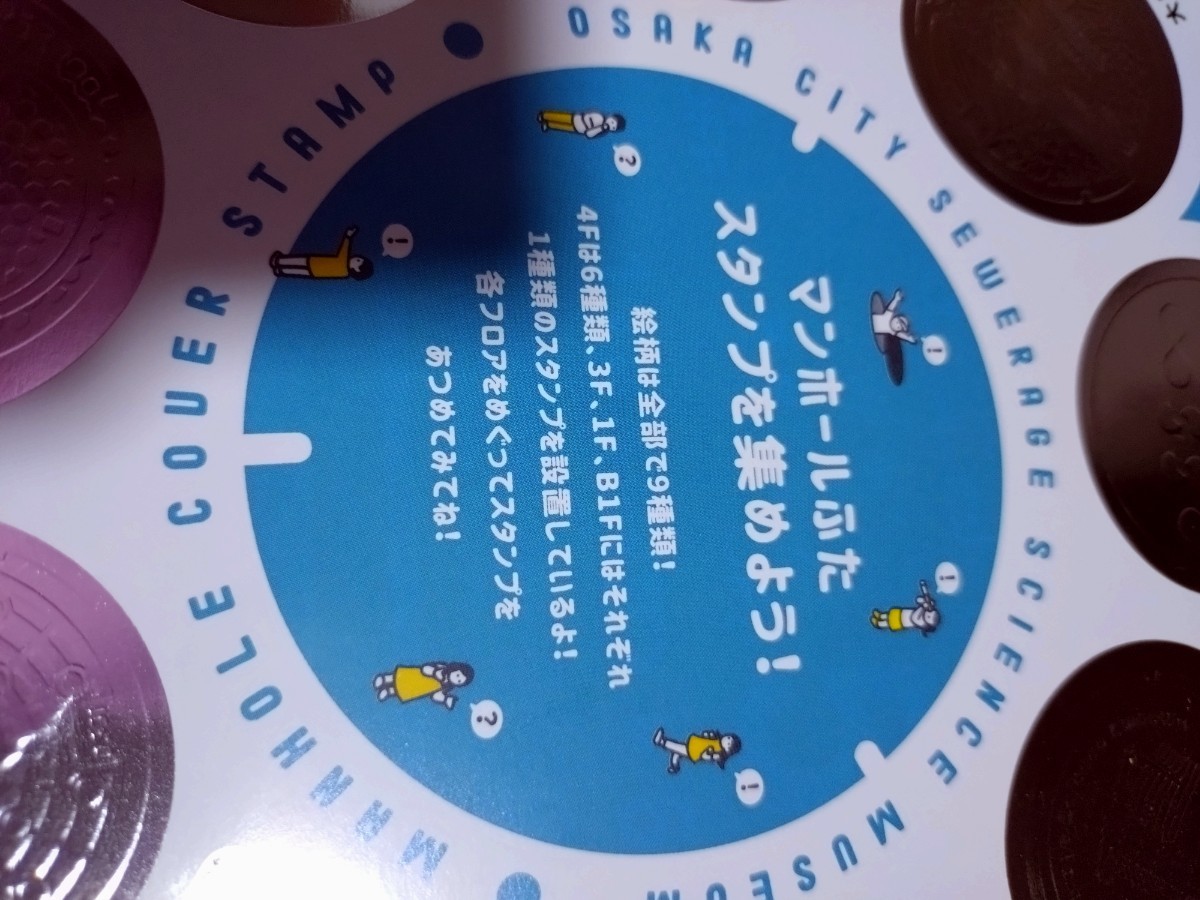 OSAKA CITY SEWERAGE SCIENCE MUSEUM
マンホールふた
スタンプを集めよう!
絵柄は全部で9種類!
4Fは6種類、3F、1F、B1Fにはそれぞれ
1種類のスタンプを設置しているよ!
各フロアをめぐってスタンプを
あつめてみてね!
MANHOLE COVER STAMP
?
!
!
!
?
!